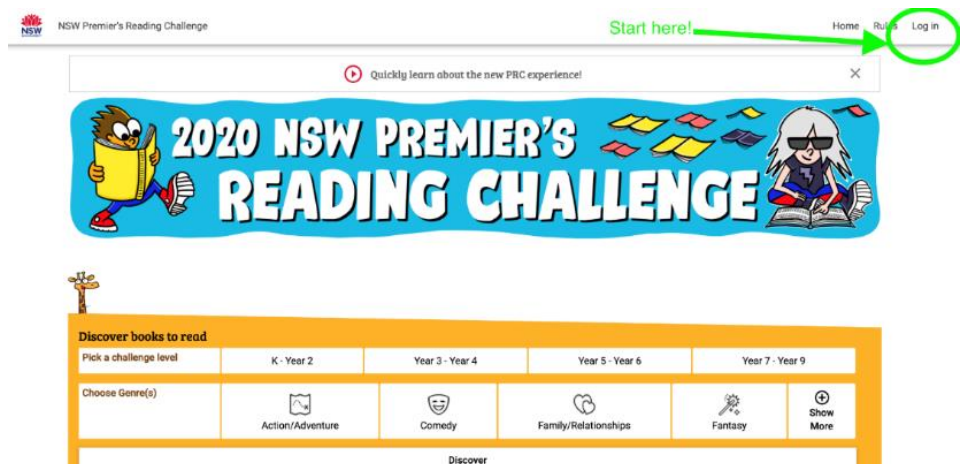 NSW
NSW Premier's Reading Challenge
Start here!
Home
Rules
Log in
Quickly learn about the new PRC experience!
2020 NSW PREMIER'S
READING CHALLENGE
Discover books to read
Pick a challenge level
K - Year 2
Year 3 - Year 4
Year 5 - Year 6
Year 7 - Year 9
Choose Genre(s)
Action/Adventure
Comedy
Family/Relationships
Fantasy
Show
More
Discover